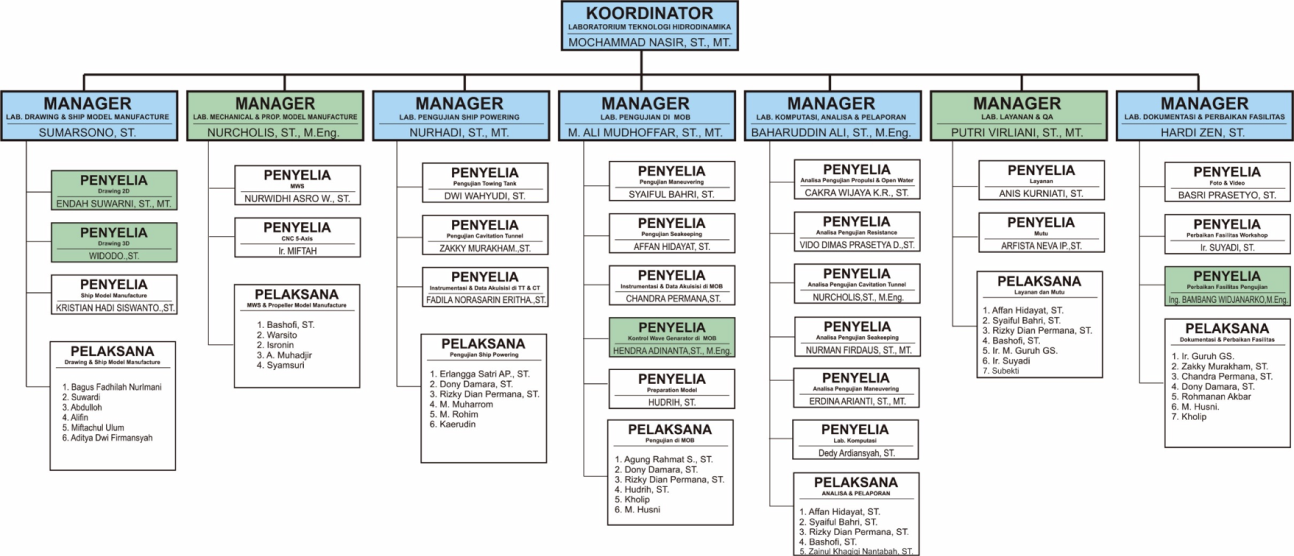 KOORDINATOR
LABORATORIUM TEKNOLOGI HIDRODINAMIKA
MOCHAMMAD NASIR, ST., MT.
MANAGER
LAB. DRAWING & SHIP MODEL MANUFACTURE
SUMARSONO, ST.
PENYELIA
Drawing 2D
ENDAH SUWARNI, ST., MT.
PENYELIA
Drawing 3D
WIDODO.,ST.
PENYELIA
Ship Model Manufacture
KRISTIAN HADI SISWANTO.,ST.
PELAKSANA
Drawing & Ship Model Manufacture
1. Bagus Fadhilah Nurlmani
2. Suwardi
3. Abdulloh
4. Alifin
5. Miftachul Ulum
6. Aditya Dwi Firmansyah
MANAGER
LAB. MECHANICAL & PROP. MODEL MANUFACTURE
NURCHOLIS, ST., M.Eng.
PENYELIA
MWS
NURWIDHI ASRO W., ST.
PENYELIA
CNC 5-Axis
Ir. MIFTAH
PELAKSANA
MWS & Propeller Model Manufacture
1. Bashofi, ST.
2. Warsito
2. Isronin
3. A. Muhadjir
4. Syamsuri
MANAGER
LAB. PENGUJIAN SHIP POWERING
NURHADI, ST., MT.
PENYELIA
Pengujian Towing Tank
DWI WAHYUDI, ST.
PENYELIA
Pengujian Cavitation Tunnel
ZAKKY MURAKHAM.,ST.
PENYELIA
Instrumentasi & Data Akuisisi di TT & CT
FADILA NORASARIN ERITHA.,ST.
PELAKSANA
Pengujian Ship Powering
1. Erlangga Satri AP., ST.
2. Dony Damara, ST.
3. Rizky Dian Permana, ST.
4. M. Muharrom
5. M. Rohim
6. Kaerudin
MANAGER
LAB. PENGUJIAN DI MOB
M. ALI MUDHOFFAR, ST., MT.
PENYELIA
Pengujian Maneuvering
SYAIFUL BAHRI, ST.
PENYELIA
Pengujian Seakeeping
AFFAN HIDAYAT, ST.
PENYELIA
Instrumentasi & Data Akuisisi di MOB
CHANDRA PERMANA,ST.
PENYELIA
Kontrol Wave Genarator di MOB
HENDRA ADINANTA,ST., M.Eng.
PENYELIA
Preparation Model
HUDRIH, ST.
PELAKSANA
Pengujian di MOB
1. Agung Rahmat S., ST.
2. Dony Damara, ST.
3. Rizky Dian Permana, ST.
4. Hudrih, ST.
5. Kholip
6. M. Husni
MANAGER
LAB. KOMPUTASI, ANALISA & PELAPORAN
BAHARUDDIN ALI, ST., M.Eng.
PENYELIA
Analisa Pengujian Propulsi & Open Water
CAKRA WIJAYA K.R., ST.
PENYELIA
Analisa Pengujian Resistance
VIDO DIMAS PRASETYA D.,ST.
PENYELIA
Analisa Pengujian Cavitation Tunnel
NURCHOLIS,ST., M.Eng.
PENYELIA
Analisa Pengujian Seakeeping
NURMAN FIRDAUS, ST., MT.
PENYELIA
Analisa Pengujian Maneuvering
ERDINA ARIANTI, ST., MT.
PENYELIA
Lab. Komputasi
Dedy Ardiansyah, ST.
PELAKSANA
ANALISA & PELAPORAN
1. Affan Hidayat, ST.
2. Syaiful Bahri, ST.
3. Rizky Dian Permana, ST.
4. Bashofi, ST.
5. Zainul Khaqiqi Nantabah, ST.
MANAGER
LAB. LAYANAN & QA
PUTRI VIRLIANI, ST., MT.
PENYELIA
Layanan
ANIS KURNIATI, ST.
PENYELIA
Mutu
ARFISTA NEVA IP.,ST.
PELAKSANA
Layanan dan Mutu
1. Affan Hidayat, ST.
2. Syaiful Bahri, ST.
3. Rizky Dian Permana, ST.
4. Bashofi, ST.
5. Ir. M. Guruh GS.
6. Ir. Suyadi
7. Subekti
MANAGER
LAB. DOKUMENTASI & PERBAIKAN FASILITAS
HARDI ZEN, ST.
PENYELIA
Foto & Video
BASRI PRASETYO, ST.
PENYELIA
Perbaikan Fasilitas Workshop
Ir. SUYADI, ST.
PENYELIA
Perbaikan Fasilitas Pengujian
Ing. BAMBANG WIDJANARKO,M.Eng.
PELAKSANA
Dokumentasi & Perbaikan Fasilitas
1. Ir. Guruh GS.
2. Zakky Murakham, ST.
3. Chandra Permana, ST.
4. Dony Damara, ST.
5. Rohmanan Akbar
6. M. Husni.
7. Kholip